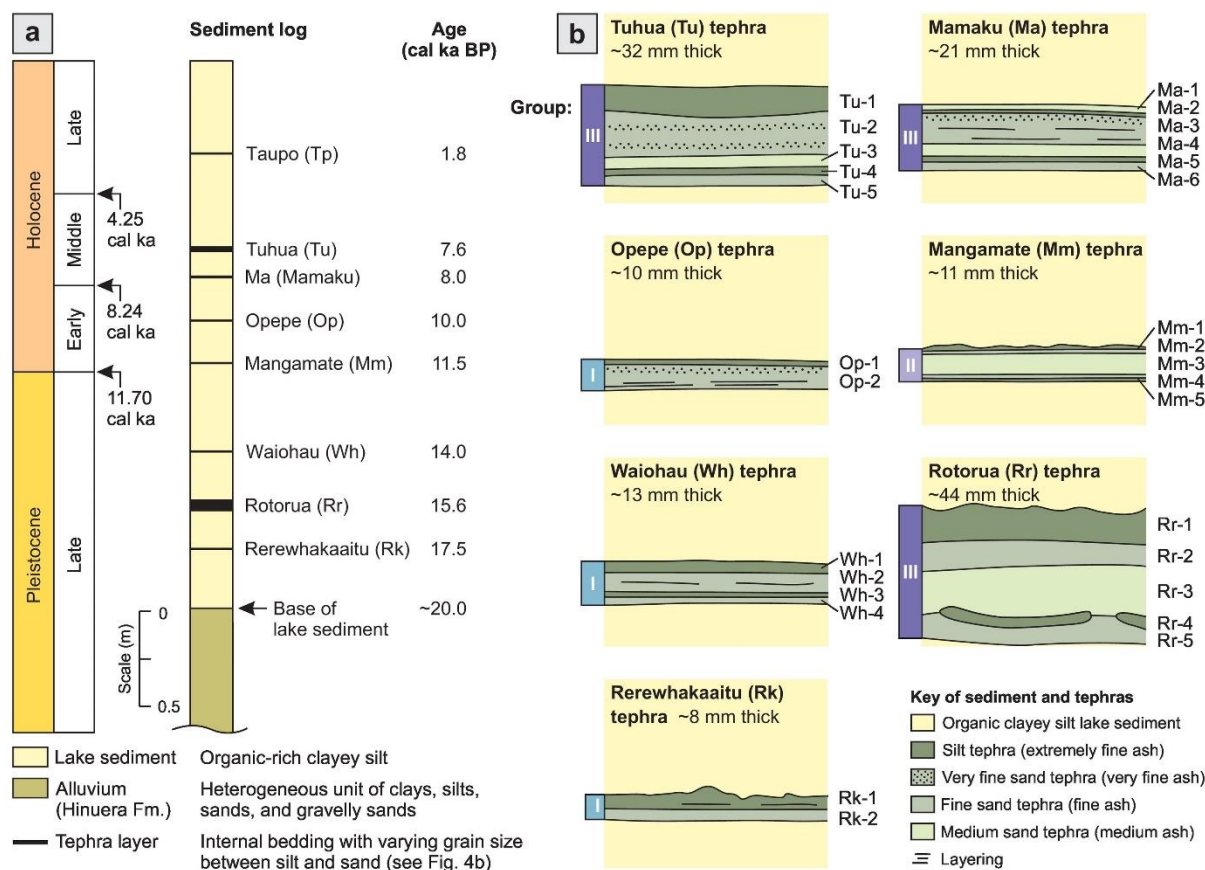 a
Sediment log
Age
(cal ka BP)
Holocene
Pleistocene
Late
Middle
Early
Late
4.25
cal ka
8.24
cal ka
11.70
cal ka
Taupo (Tp) 1.8
Tuhua (Tu) 7.6
Ma (Mamaku) 8.0
Opepe (Op) 10.0
Mangamate (Mm) 11.5
Waiohau (Wh) 14.0
Rotorua (Rr) 15.6
Rerewhakaaitu (Rk) 17.5
Base of
lake sediment
~20.0
Scale (m)
0
0.5
Lake sediment Organic-rich clayey silt
Alluvium
(Hinuera Fm.)
Heterogeneous unit of clays, silts,
sands, and gravelly sands
Tephra layer
Internal bedding with varying grain size
between silt and sand (see Fig. 4b)
b
Tuhua (Tu) tephra
~32 mm thick
Group:
III
Tu-1
Tu-2
Tu-3
Tu-4
Tu-5
Mamaku (Ma) tephra
~21 mm thick
III
Ma-1
Ma-2
Ma-3
Ma-4
Ma-5
Ma-6
Opepe (Op) tephra
~10 mm thick
I
Op-1
Op-2
Mangamate (Mm) tephra
~11 mm thick
II
Mm-1
Mm-2
Mm-3
Mm-4
Mm-5
Waiohau (Wh) tephra
~13 mm thick
I
Wh-1
Wh-2
Wh-3
Wh-4
Rotorua (Rr) tephra
~44 mm thick
III
Rr-1
Rr-2
Rr-3
Rr-4
Rr-5
Rerewhakaaitu (Rk)
tephra ~8 mm thick
I
Rk-1
Rk-2
Key of sediment and tephras
Organic clayey silt lake sediment
Silt tephra (extremely fine ash)
Very fine sand tephra (very fine ash)
Fine sand tephra (fine ash)
Medium sand tephra (medium ash)
Layering